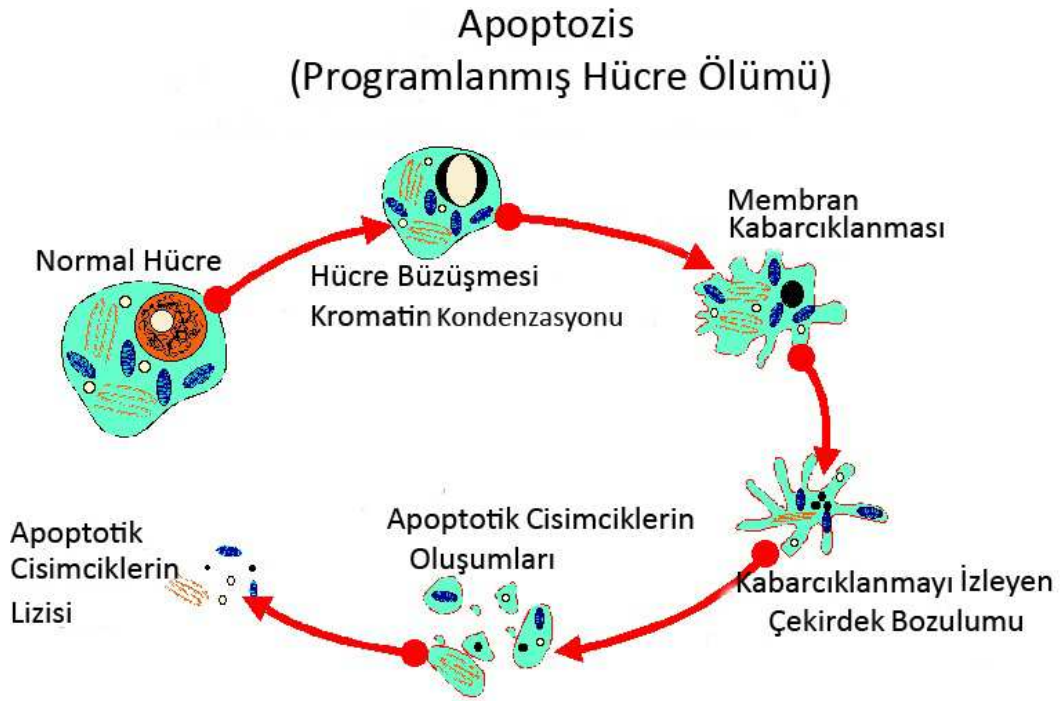 Apoptozis
(Programlanmış Hücre Ölümü)
Normal Hücre
Hücre Büzüşmesi
Kromatin Kondenzasyonu
Membran
Kabarcıklanması
Kabarcıklanmayı İzleyen
Çekirdek Bozulumu
Apoptotik Cisimciklerin
Oluşumları
Apoptotik
Cisimciklerin
Lizisi